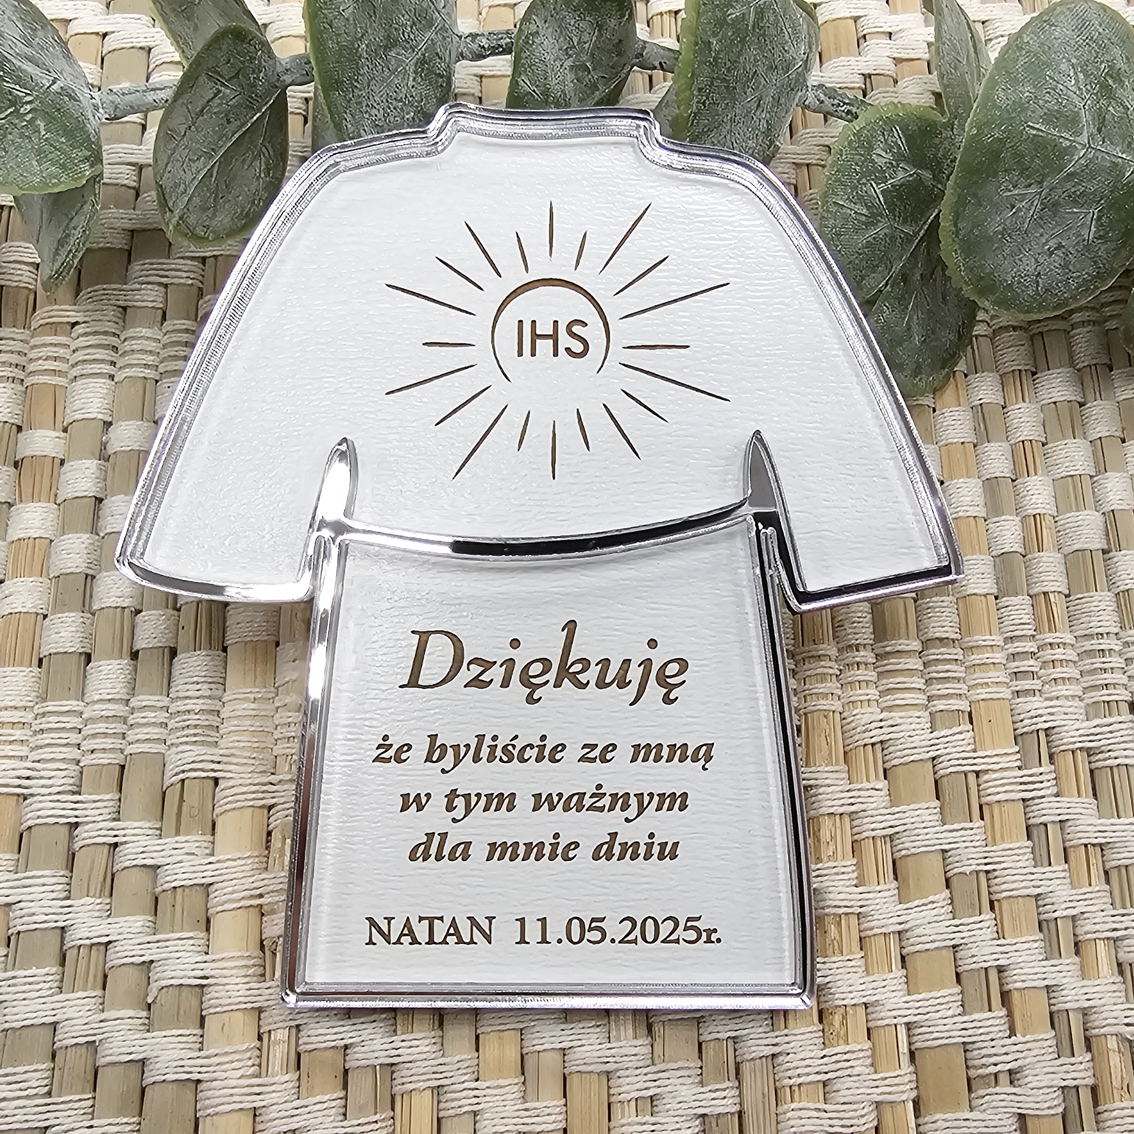 IHS
Dziękuję
że byliście ze mną
w tym ważnym
dla mnie dniu
NATAN 11.05.2025r.